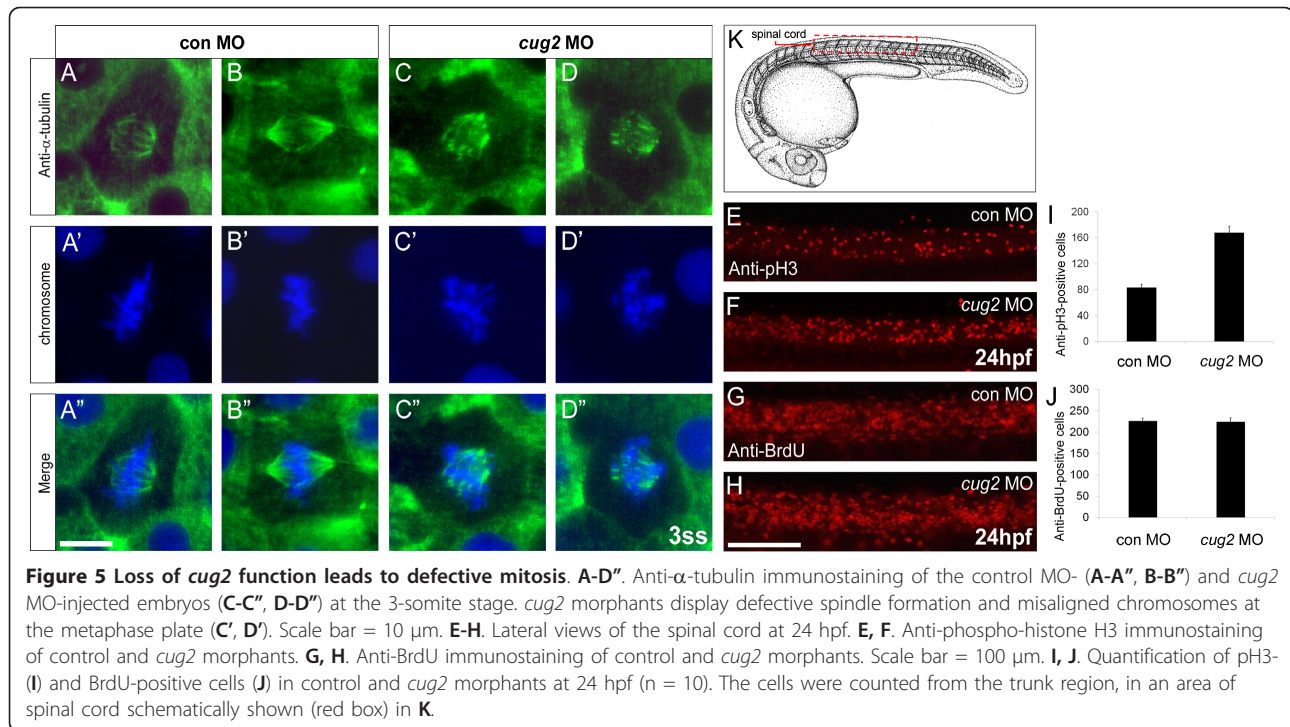 con MO
cug2 MO
Anti-α-tubulin
A
B
C
D
chromosome
A'
B'
C'
D'
Merge
A”
B”
C”
D”
3ss
K
spinal cord
E
con MO
Anti-pH3
F
cug2 MO
24hpf
G
con MO
Anti-BrdU
H
cug2 MO
24hpf
I
Anti-pH3-positive cells
200
160
120
80
40
0
con MO
cug2 MO
J
Anti-BrdU-positive cells
300
250
200
150
100
50
0
con MO
cug2 MO
Figure 5 Loss of cug2 function leads to defective mitosis. A-D”. Anti-α-tubulin immunostaining of the control MO- (A-A”, B-B”) and cug2
MO-injected embryos (C-C”, D-D”) at the 3-somite stage. cug2 morphants display defective spindle formation and misaligned chromosomes at
the metaphase plate (C’, D’). Scale bar = 10 μm. E-H. Lateral views of the spinal cord at 24 hpf. E, F. Anti-phospho-histone H3 immunostaining
of control and cug2 morphants. G, H. Anti-BrdU immunostaining of control and cug2 morphants. Scale bar = 100 μm. I, J. Quantification of pH3-
(I) and BrdU-positive cells (J) in control and cug2 morphants at 24 hpf (n = 10). The cells were counted from the trunk region, in an area of
spinal cord schematically shown (red box) in K.